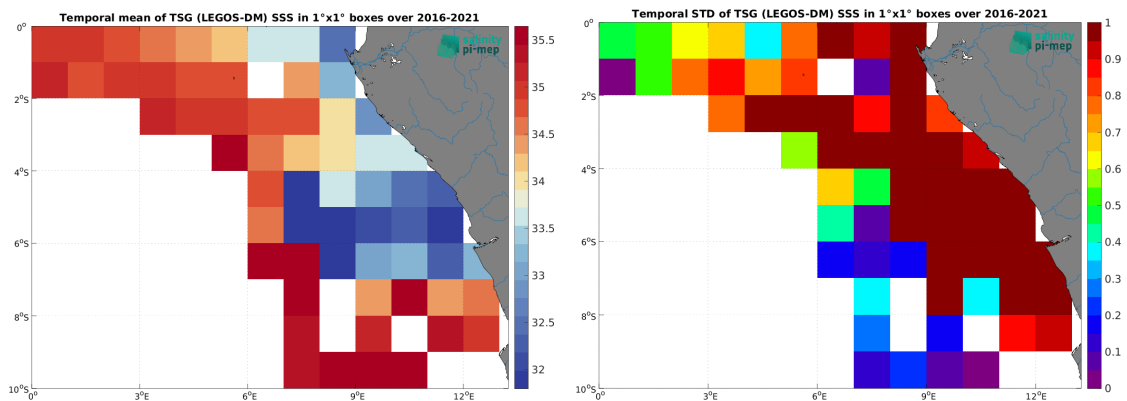 Temporal mean of TSG (LEGOS-DM) SSS in 1°x1° boxes over 2016-2021
salinity
pi-mep
0°
2°S
4°S
6°S
8°S
10°S
0°
3°E
6°E
9°E
12°E
35.5
35
34.5
34
33.5
33
32.5
32
Temporal STD of TSG (LEGOS-DM) SSS in 1°x1° boxes over 2016-2021
salinity
pi-mep
0°
2°S
4°S
6°S
8°S
10°S
0°
3°E
6°E
9°E
12°E
1
0.9
0.8
0.7
0.6
0.5
0.4
0.3
0.2
0.1
0